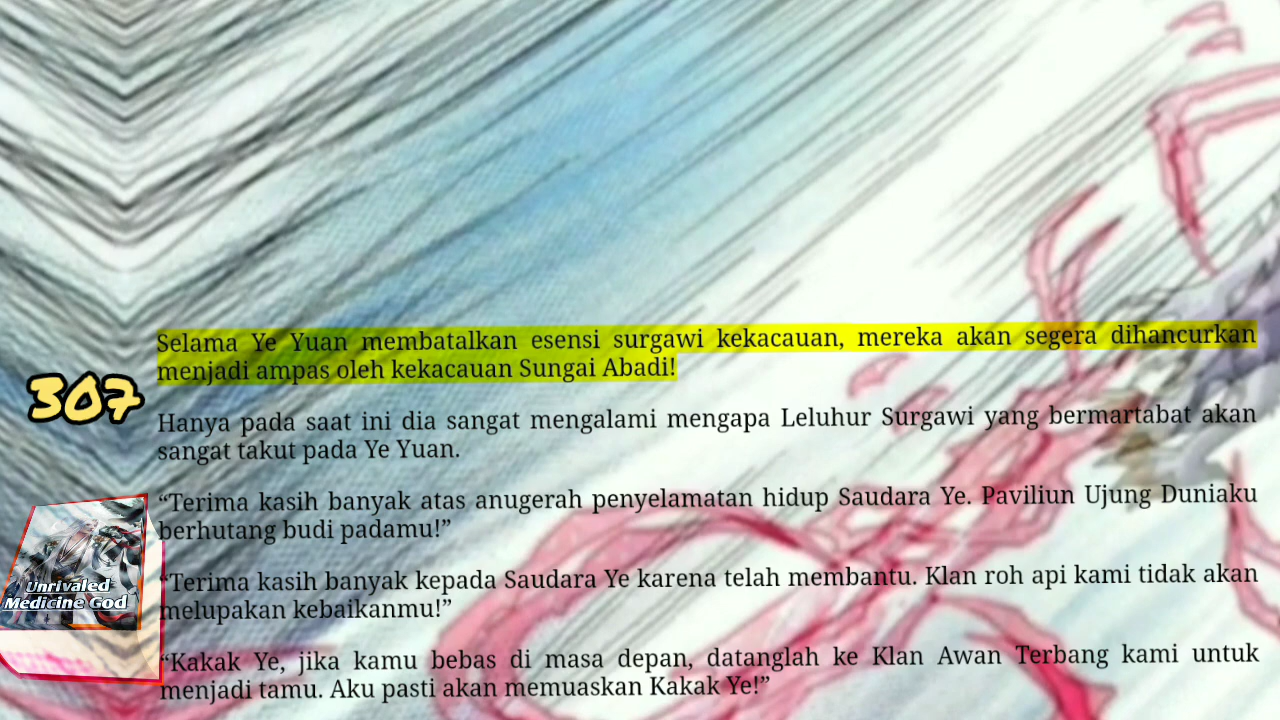 Selama Ye Yuan membatalkan esensi surgawi kekacauan, mereka akan segera dihancurkan
menjadi ampas oleh kekacauan Sungai Abadi!
307
Hanya pada saat ini dia sangat mengalami mengapa Leluhur Surgawi yang bermartabat akan
sangat takut pada Ye Yuan.
“Terima kasih banyak atas anugerah penyelamatan hidup Saudara Ye. Paviliun Ujung Duniaku
berhutang budi padamu!”
“Terima kasih banyak kepada Saudara Ye karena telah membantu. Klan roh api kami tidak akan
melupakan kebaikanmu!”
Unrivaled
Medicine God
“Kakak Ye, jika kamu bebas di masa depan, datanglah ke Klan Awan Terbang kami untuk
menjadi tamu. Aku pasti akan memuaskan Kakak Ye!”